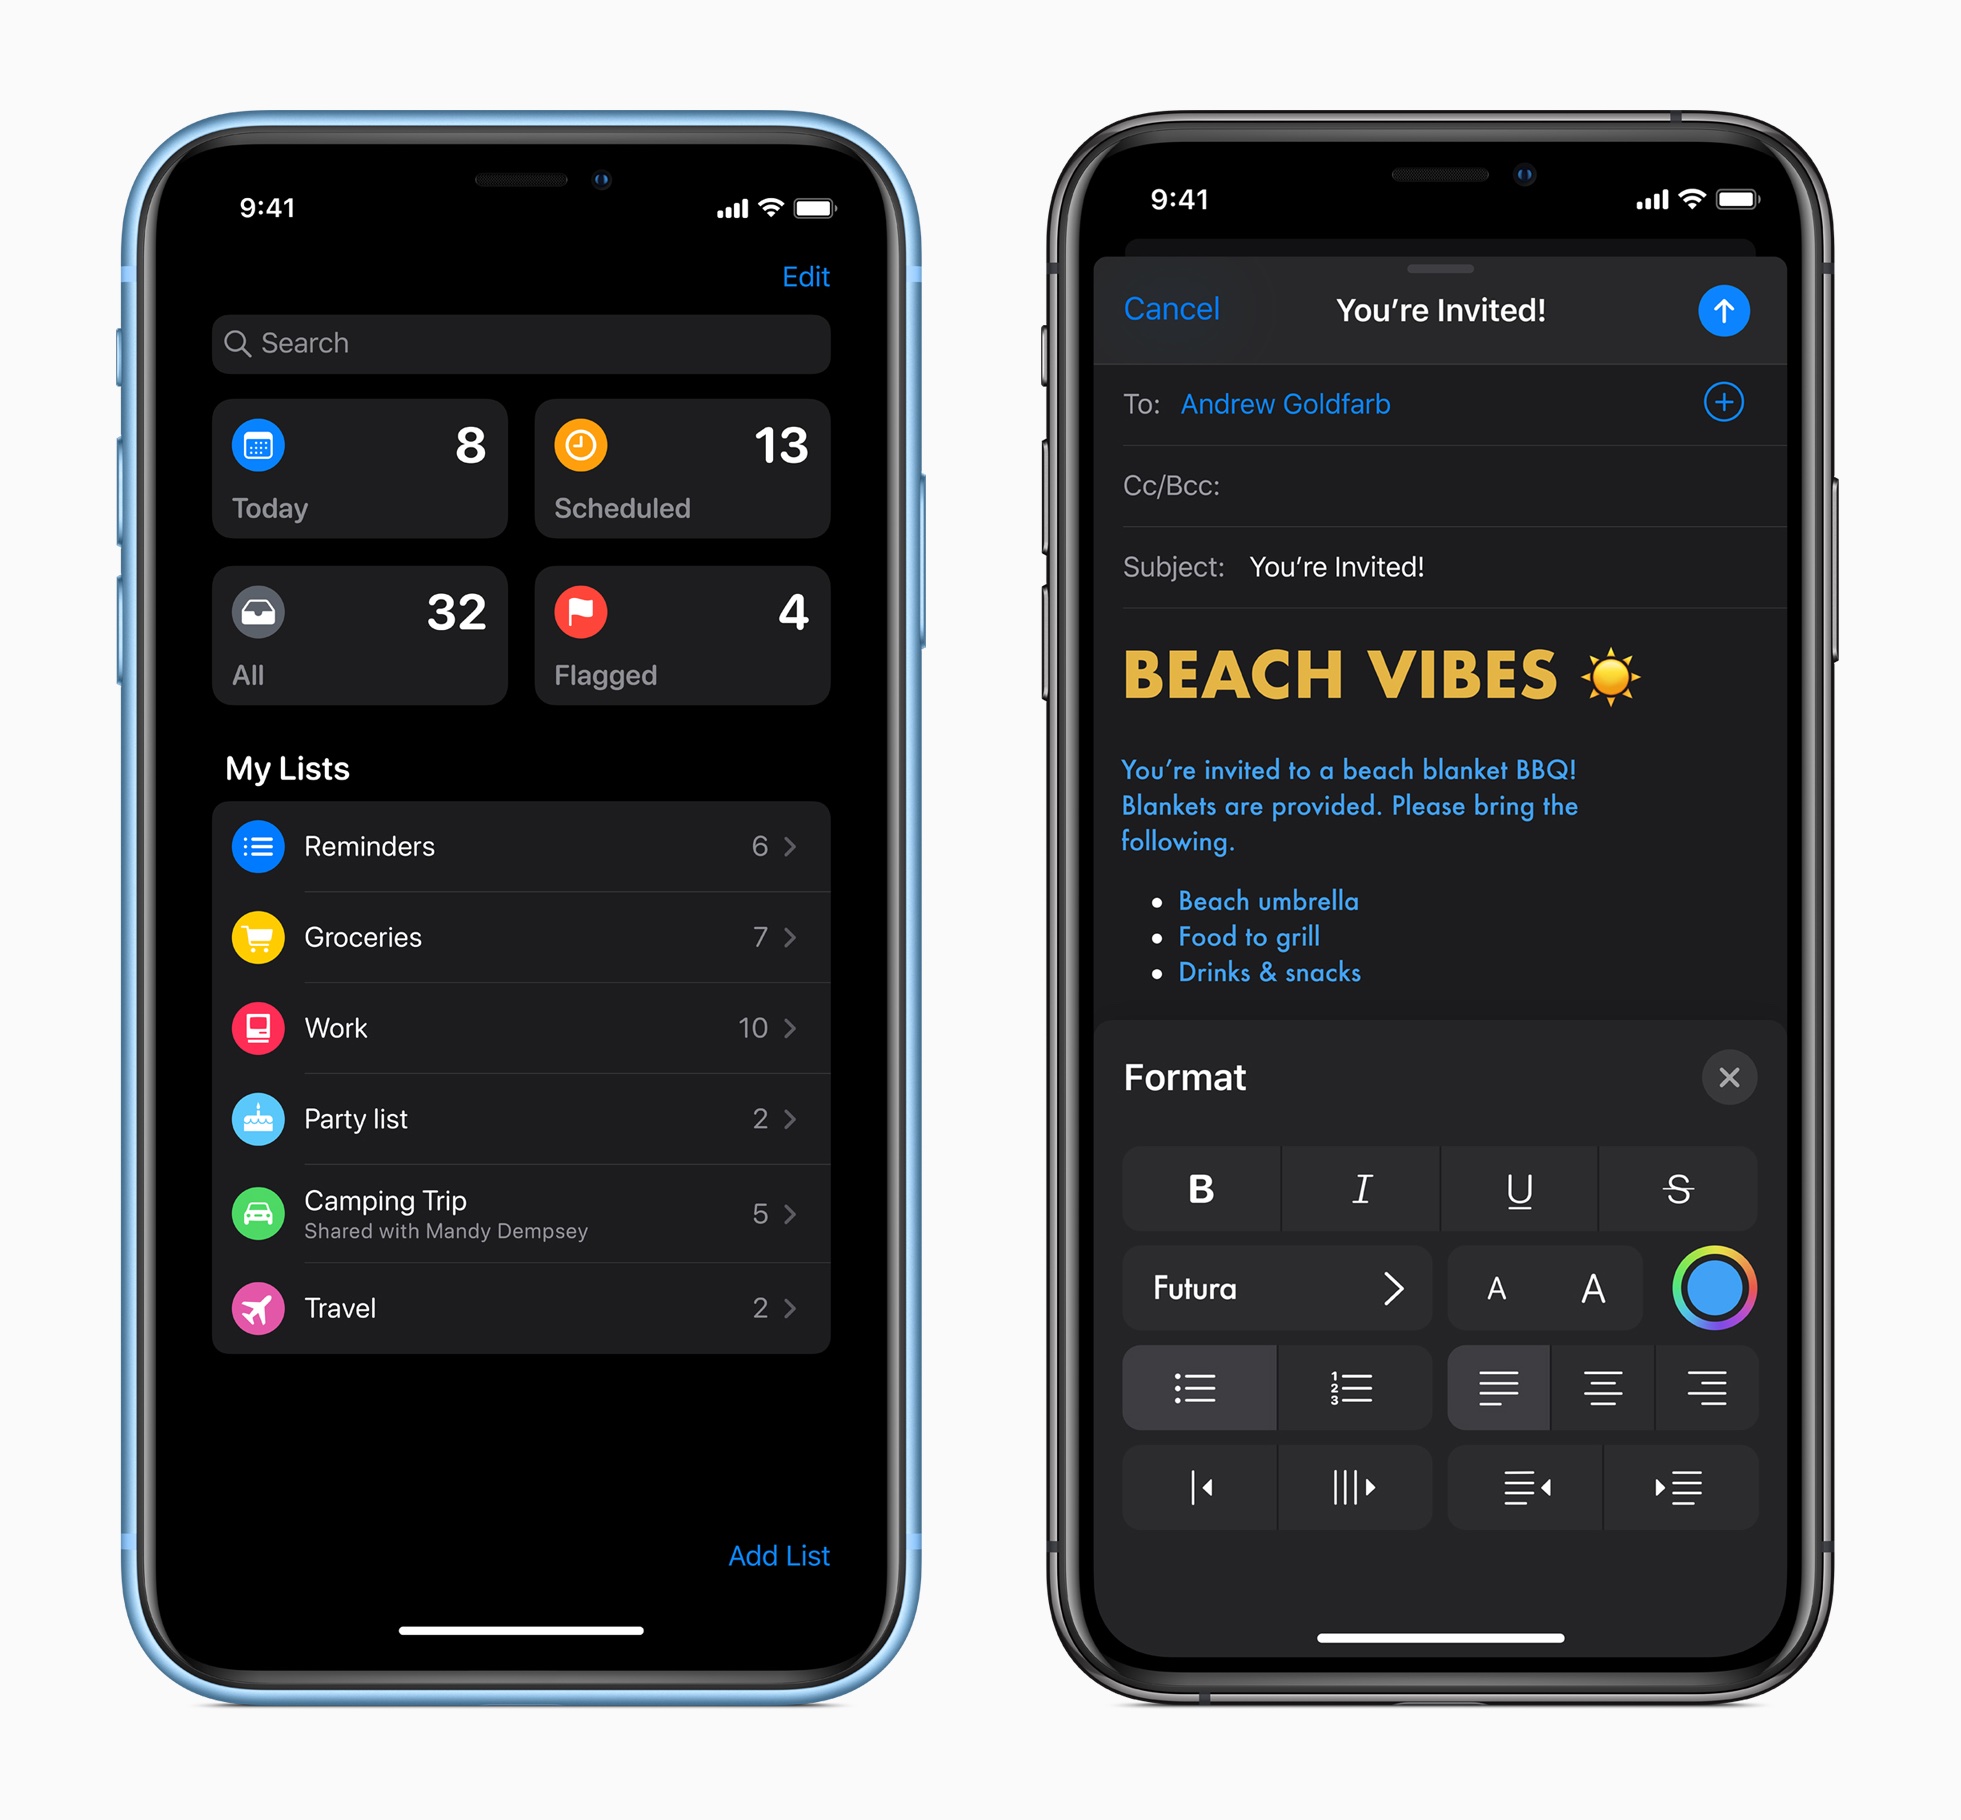 9:41
Edit
Search
8
Today
13
Scheduled
32
All
4
Flagged
My Lists
Reminders 6
Groceries 7
Work 10
Party list 2
Camping Trip 5
Shared with Mandy Dempsey
Travel 2
Add List
9:41
Cancel You’re Invited!
To: Andrew Goldfarb
Cc/Bcc:
Subject: You’re Invited!
BEACH VIBES ☀️
You’re invited to a beach blanket BBQ!
Blankets are provided. Please bring the
following.
• Beach umbrella
• Food to grill
• Drinks & snacks
Format
B I U S
Futura A A
1
2
3